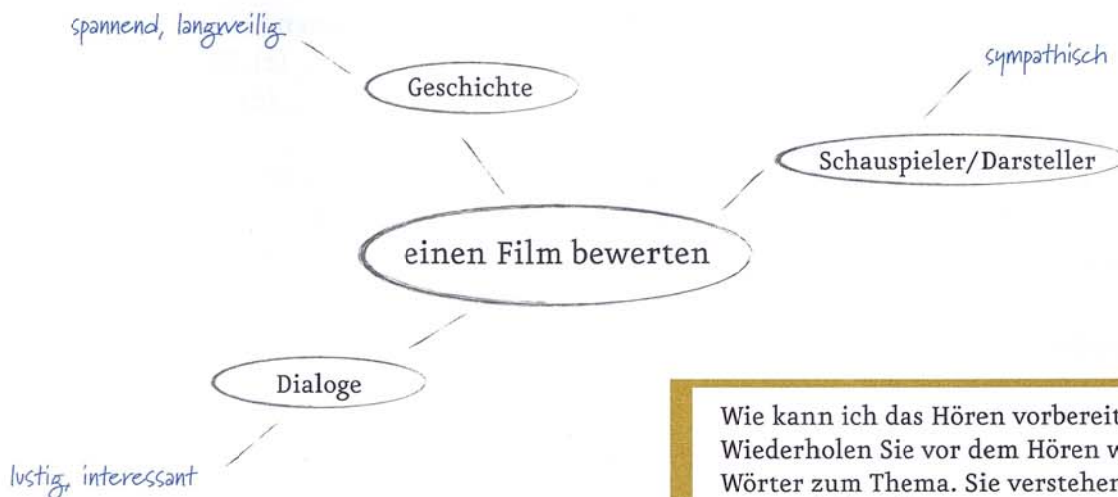 spannend, langweilig
Geschichte
sympathisch
Schauspieler/Darsteller
einen Film bewerten
Dialoge
lustig, interessant
Wie kann ich das Hören vorbereit
Wiederholen Sie vor dem Hören w
Wörter zum Thema. Sie verstehen